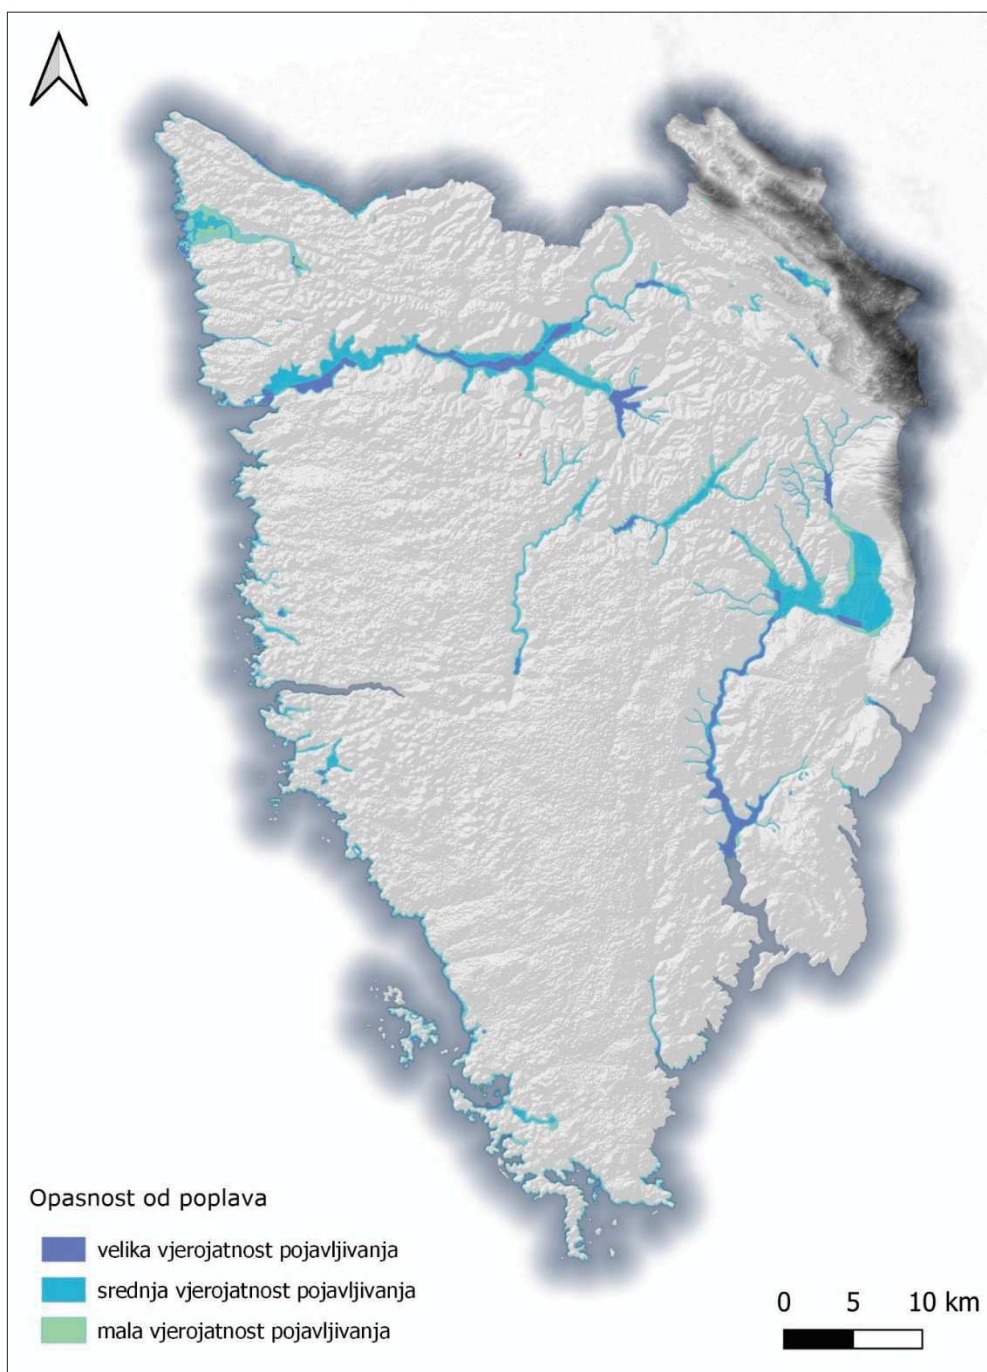 Opasnost od poplava
velika vjerojatnost pojavljivanja
srednja vjerojatnost pojavljivanja
mala vjerojatnost pojavljivanja
0 5 10 km